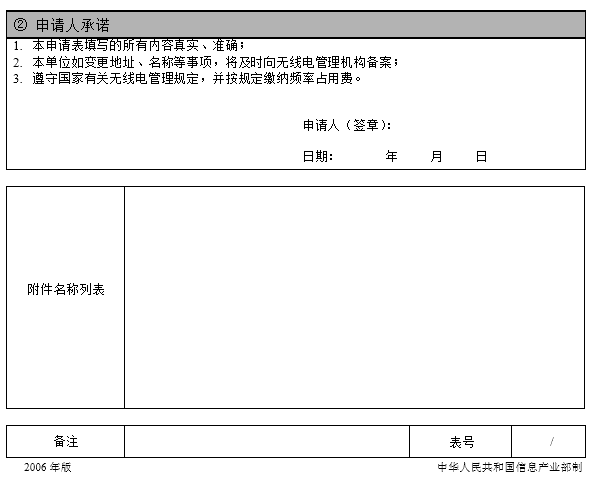 ② 申请人承诺
1. 本申请表填写的所有内容真实、准确；
2. 本单位如变更地址、名称等事项，将及时向无线电管理机构备案；
3. 遵守国家有关无线电管理规定，并按规定缴纳频率占用费。
申请人（签章）：
日期： 年 月 日
附件名称列表
备注 表号 /
2006 年版 中华人民共和国信息产业部制